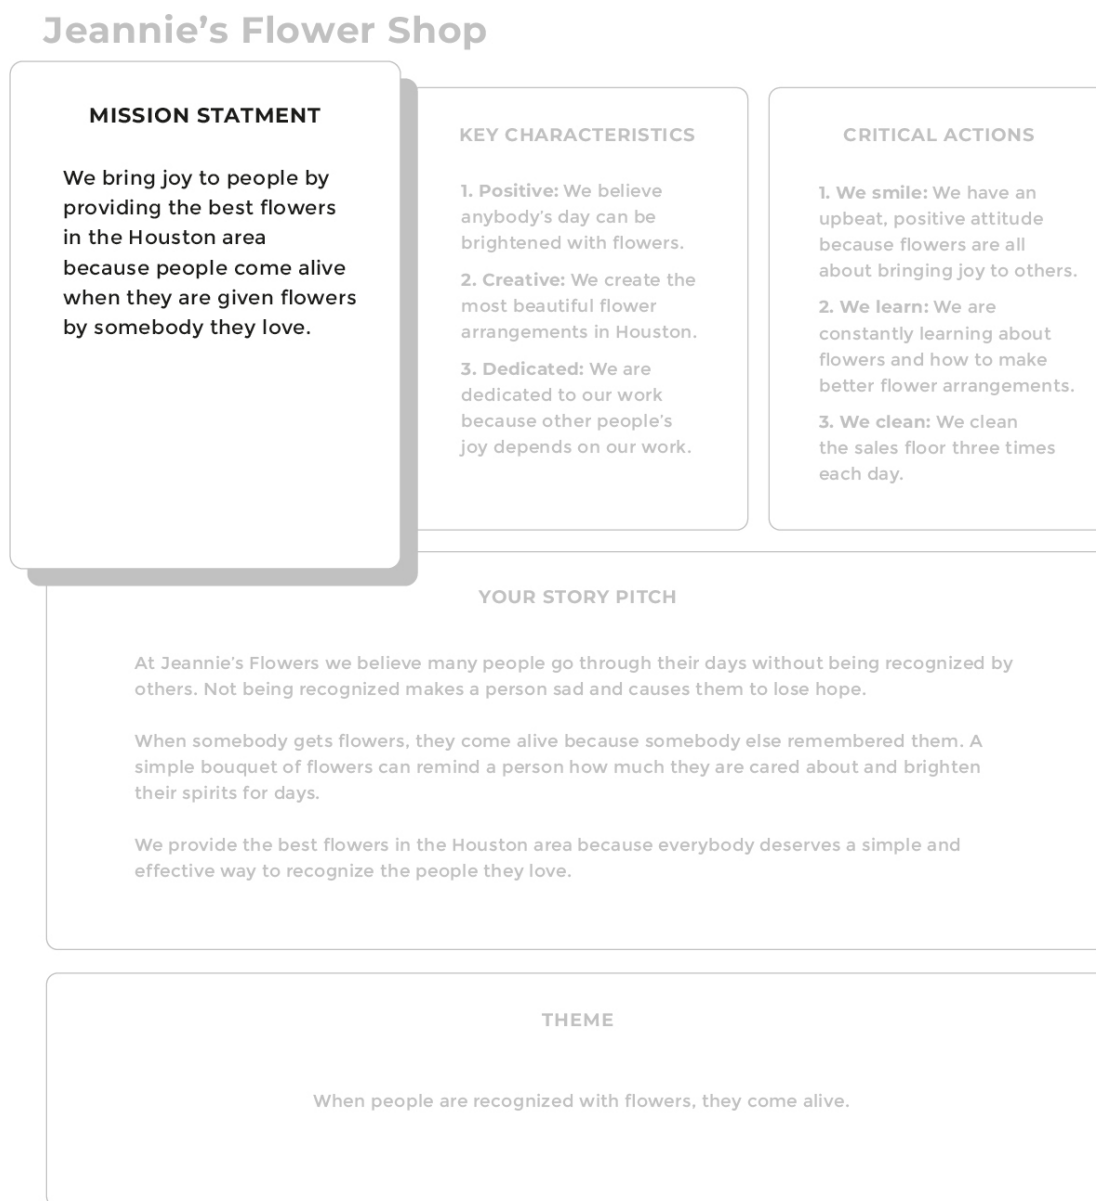 Jeannie’s Flower Shop
MISSION STATMENT
We bring joy to people by
providing the best flowers
in the Houston area
because people come alive
when they are given flowers
by somebody they love.
KEY CHARACTERISTICS
1. Positive: We believe
anybody’s day can be
brightened with flowers.
2. Creative: We create the
most beautiful flower
arrangements in Houston.
3. Dedicated: We are
dedicated to our work
because other people’s
joy depends on our work.
CRITICAL ACTIONS
1. We smile: We have an
upbeat, positive attitude
because flowers are all
about bringing joy to others.
2. We learn: We are
constantly learning about
flowers and how to make
better flower arrangements.
3. We clean: We clean
the sales floor three times
each day.
YOUR STORY PITCH
At Jeannie’s Flowers we believe many people go through their days without being recognized by
others. Not being recognized makes a person sad and causes them to lose hope.
When somebody gets flowers, they come alive because somebody else remembered them. A
simple bouquet of flowers can remind a person how much they are cared about and brighten
their spirits for days.
We provide the best flowers in the Houston area because everybody deserves a simple and
effective way to recognize the people they love.
THEME
When people are recognized with flowers, they come alive.